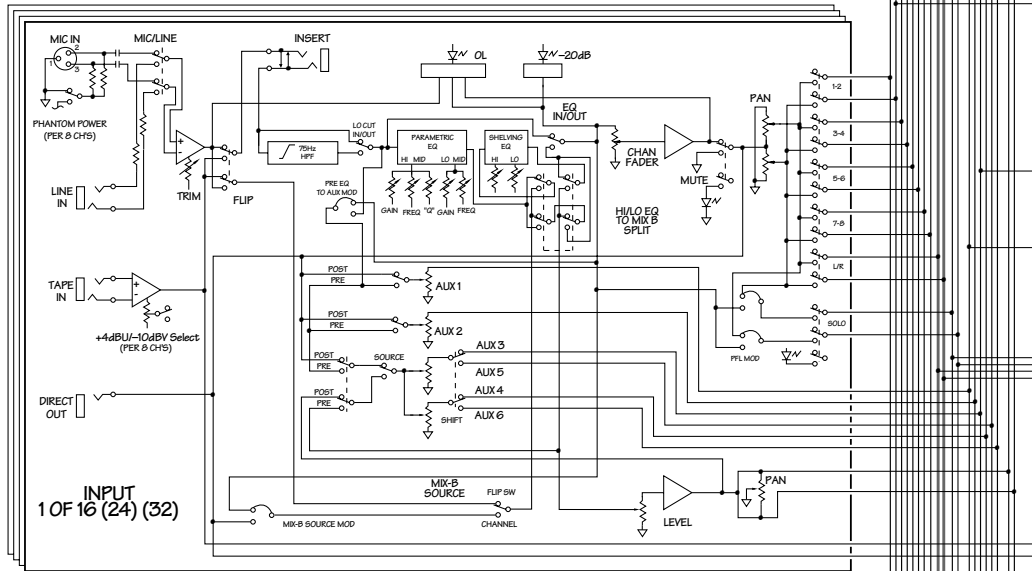 MIC IN
MIC/LINE
INSERT
OL
-20dB
2
1
3
PHANTOM POWER
(PER 8 CH'S)
LINE
IN
TRIM
FLIP
LO CUT
IN/OUT
75Hz
HPF
PARAMETRIC
EQ
HI MID
LO MID
GAIN
FREQ
"Q"
GAIN
FREQ
SHELVING
EQ
HI
LO
EQ
IN/OUT
CHAN
FADER
MUTE
PAN
PRE EQ
TO AUX MOD
HI/LO EQ
TO MIX B
SPLIT
1-2
3-4
5-6
7-8
L/R
SOLO
PFL MOD
TAPE
IN
+
-
+
-
+4dBU/-10dBV Select
(PER 8 CH'S)
POST
PRE
AUX 1
POST
PRE
AUX 2
POST
PRE
SOURCE
AUX 3
AUX 5
POST
PRE
SHIFT
AUX 4
AUX 6
DIRECT
OUT
INPUT
1 OF 16 (24) (32)
MIX-B SOURCE MOD
MIX-B
SOURCE
FLIP SW
CHANNEL
LEVEL
PAN